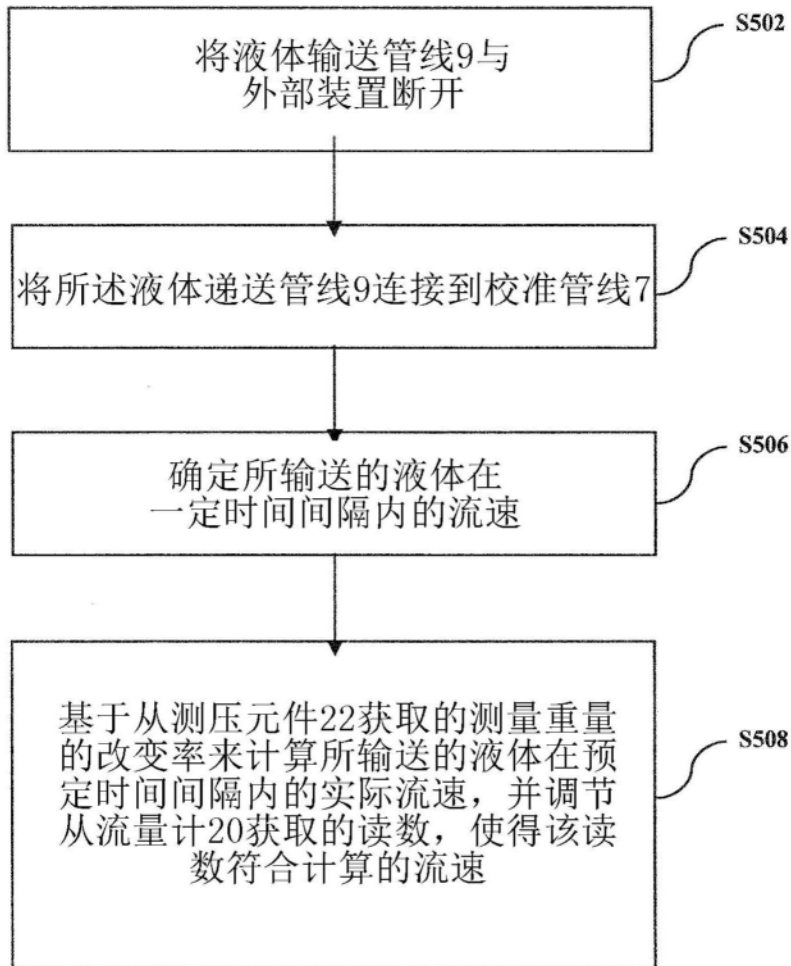 S502
将液体输送管线9与
外部装置断开
S504
将所述液体递送管线9连接到校准管线7
S506
确定所输送的液体在
一定时间间隔内的流速
S508
基于从测压元件22获取的测量重量
的改变率来计算所输送的液体在预
定时间间隔内的实际流速，并调节
从流量计20获取的读数，使得该读
数符合计算的流速